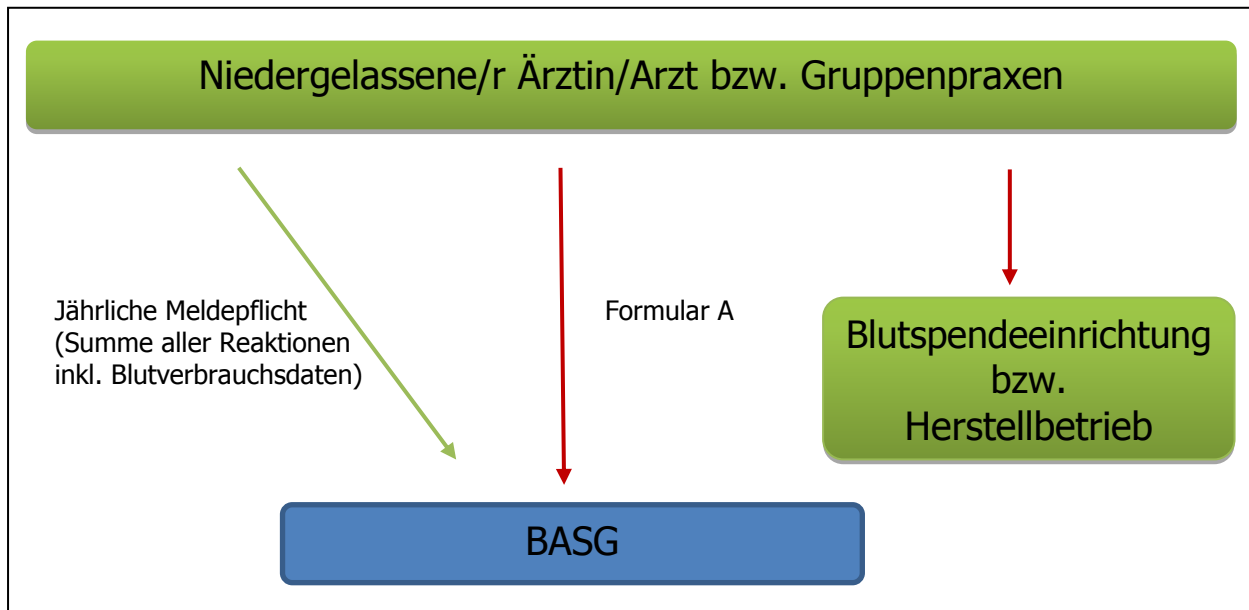 Niedergelassene/r Ärztin/Arzt bzw. Gruppenpraxen
Jährliche Meldepflicht
(Summe aller Reaktionen
inkl. Blutverbrauchsdaten)
Formular A
Blutspendeeinrichtung
bzw.
Herstellbetrieb
BASG